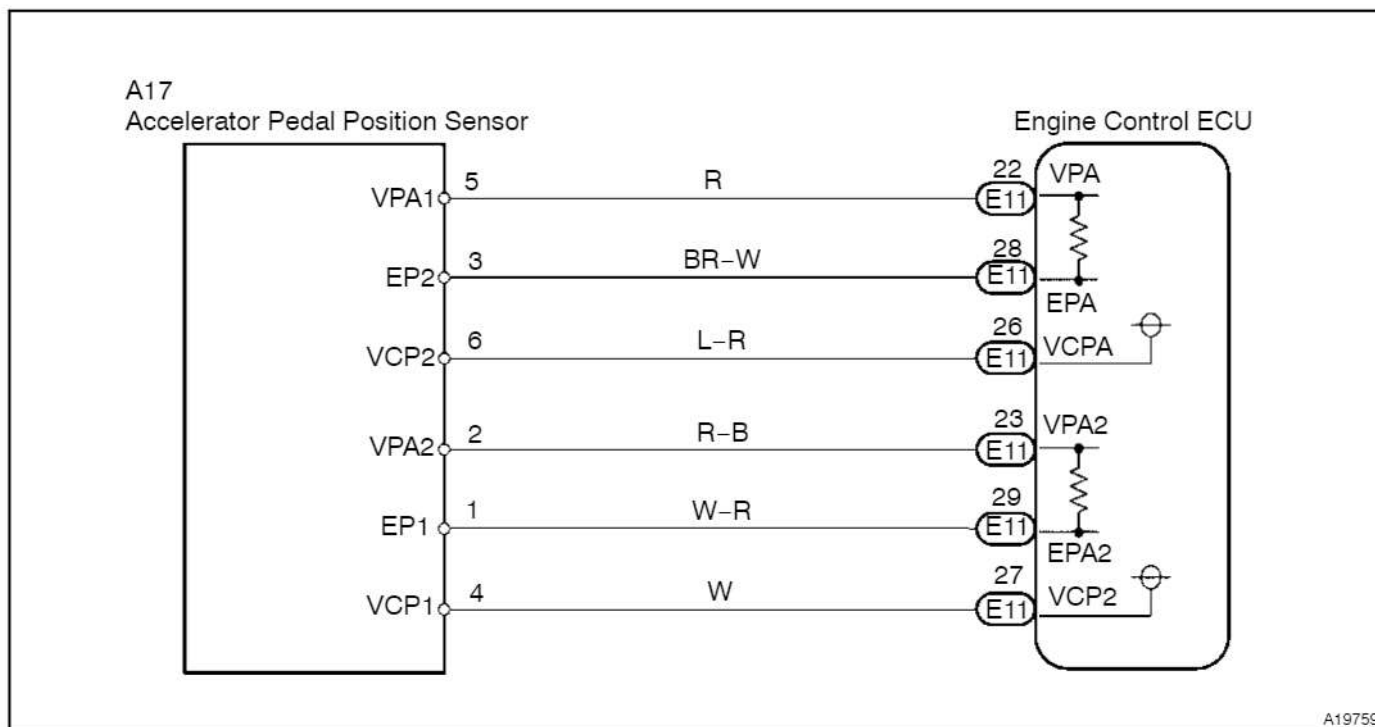 A17
Accelerator Pedal Position Sensor
Engine Control ECU
VPA1 5 R 22 E11 VPA
EP2 3 BR–W 28 E11 EPA
VCP2 6 L–R 26 E11 VCPA
VPA2 2 R–B 23 E11 VPA2
EP1 1 W–R 29 E11 EPA2
VCP1 4 W 27 E11 VCP2
A19759